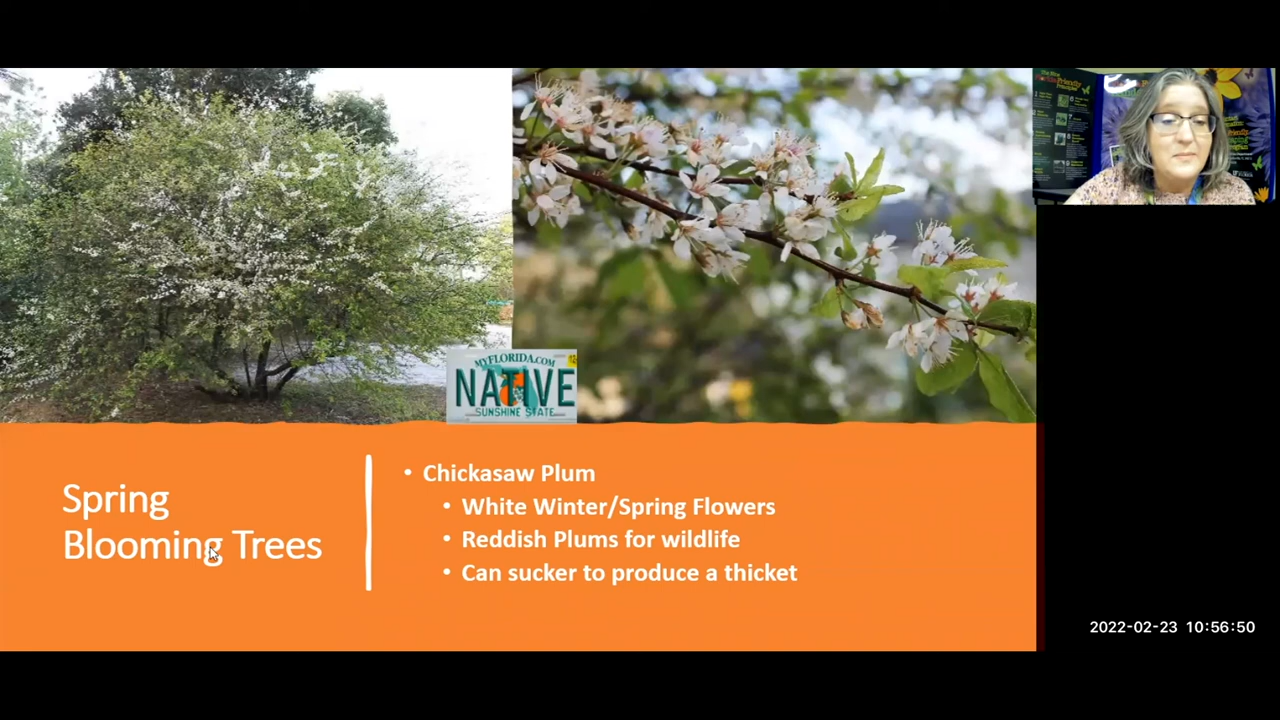 MYFLORIDA.COM
NATIVE
SUNSHINE STATE
Spring
Blooming Trees
• Chickasaw Plum
• White Winter/Spring Flowers
• Reddish Plums for wildlife
• Can sucker to produce a thicket
2022-02-23 10:56:50